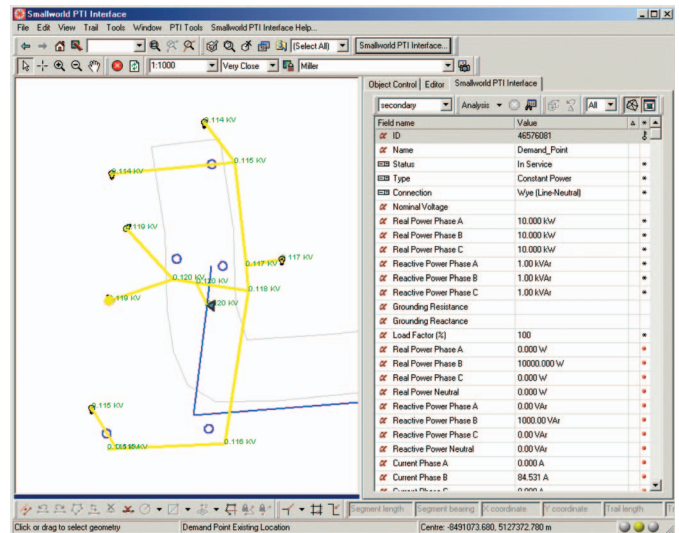 Smallworld PTI Interface
File Edit View Trail Tools Window PTI Tools Smallworld PTI Interface Help...
(Select All) Smallworld PTI Interface...
1:1000 Very Close Miller
Object Control Editor Smallworld PTI Interface
secondary Analysis All
Field name Value
ID 46576081
Name Demand_Point
Status In Service
Type Constant Power
Connection Wye (Line-Neutral)
Nominal Voltage
Real Power Phase A 10.000 kW
Real Power Phase B 10.000 kW
Real Power Phase C 10.000 kW
Reactive Power Phase A 1.00 kVAr
Reactive Power Phase B 1.00 kVAr
Reactive Power Phase C 1.00 kVAr
Grounding Resistance
Grounding Reactance
Load Factor (%) 100
Real Power Phase A 0.000 W
Real Power Phase B 10000.000 W
Real Power Phase C 0.000 W
Real Power Neutral 0.000 W
Reactive Power Phase A 0.00 VAr
Reactive Power Phase B 1000.00 VAr
Reactive Power Phase C 0.00 VAr
Reactive Power Neutral 0.00 VAr
Current Phase A 0.000 A
Current Phase B 84.531 A
0.114 KV
0.115 KV
0.114 KV
0.119 KV
0.117 KV
0.117 KV
0.120 KV
0.120 KV
0.118 KV
0.119 KV
0.115 KV
0.116 KV
Segment length Segment bearing X coordinate Y coordinate Trail length
Click or drag to select geometry Demand Point Existing Location Centre: -8491073.680, 5127372.780 m